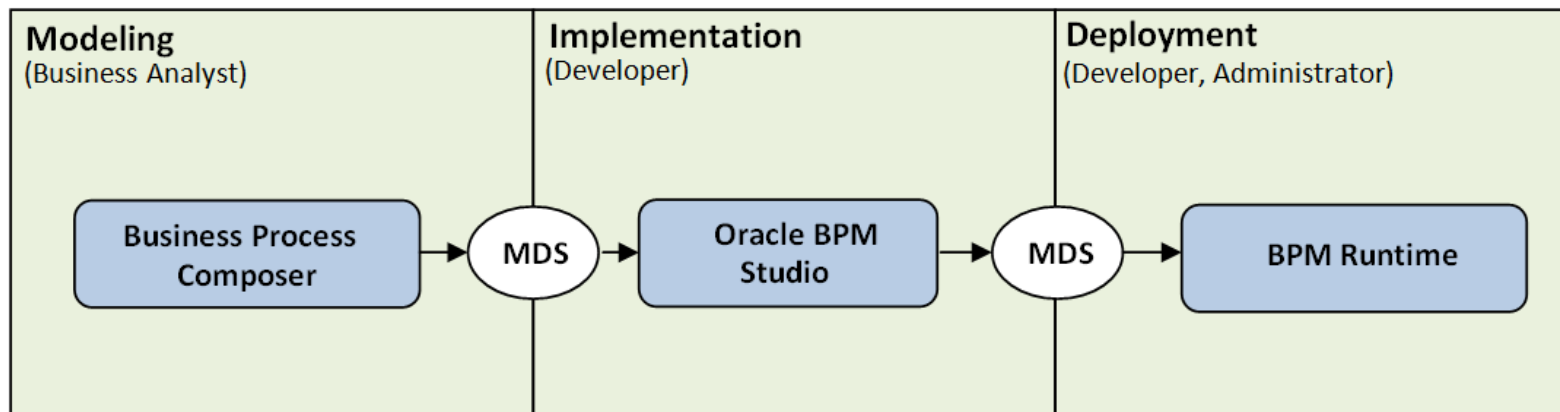 Modeling
(Business Analyst)
Implementation
(Developer)
Deployment
(Developer, Administrator)
Business Process
Composer
MDS
Oracle BPM
Studio
MDS
BPM Runtime